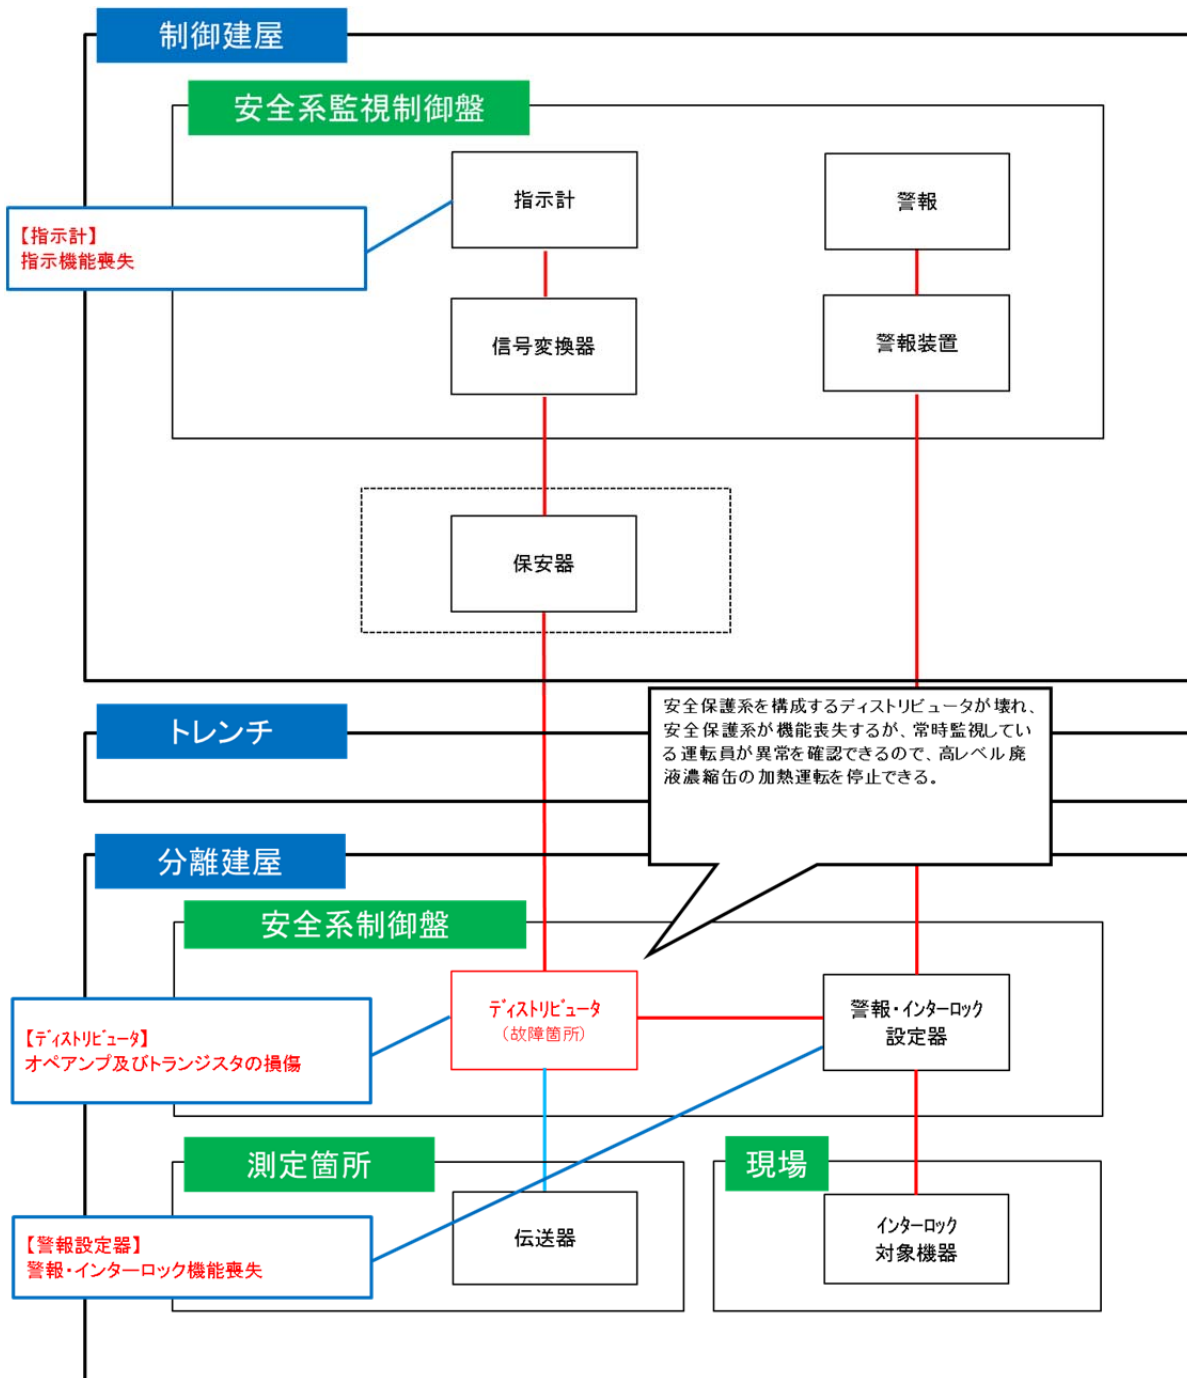 制御建屋
安全系監視制御盤
指示計
警報
【指示計】
指示機能喪失
信号変換器
警報装置
保安器
トレンチ
安全保護系を構成するディストリビュータが壊れ、
安全保護系が機能喪失するが、常時監視してい
る運転員が異常を確認できるので、高レベル廃
液濃縮缶の加熱運転を停止できる。
分離建屋
安全系制御盤
ディストリビュータ
（故障箇所）
警報・インターロック
設定器
【ディストリビュータ】
オペアンプ及びトランジスタの損傷
測定箇所
現場
伝送器
インターロック
対象機器
【警報設定器】
警報・インターロック機能喪失